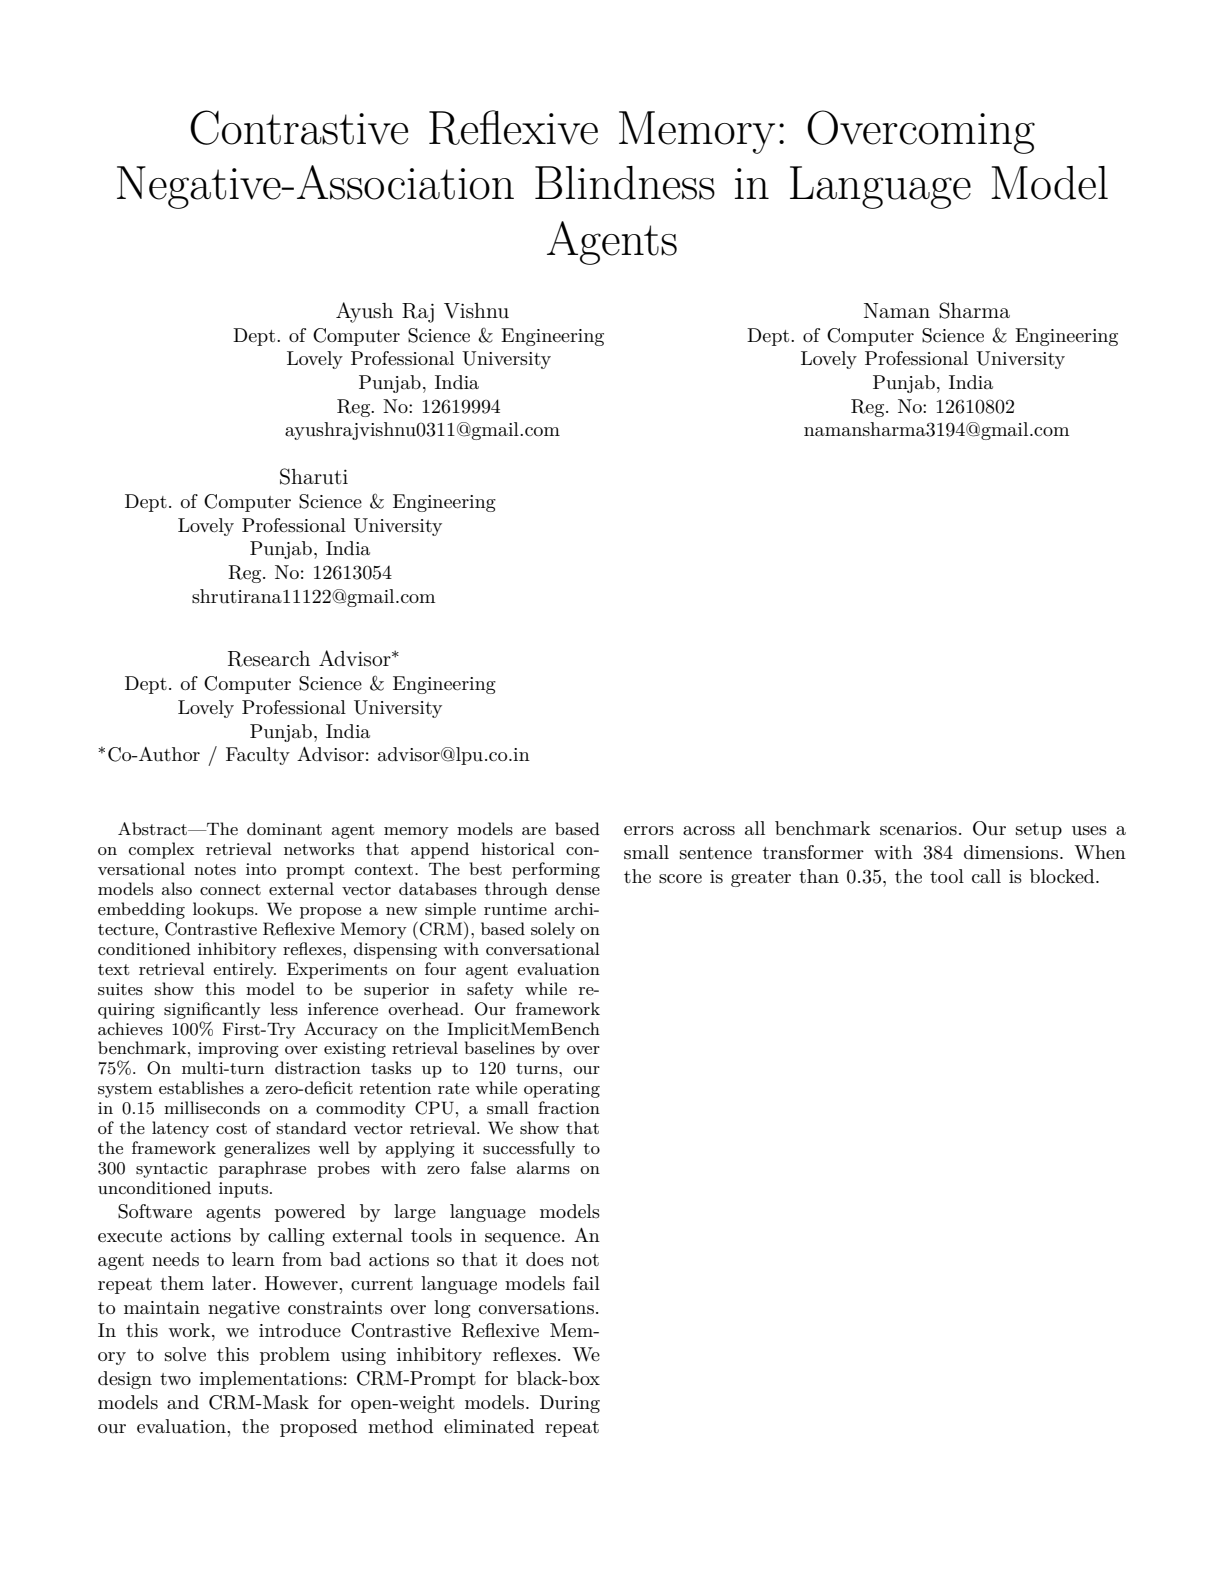 Contrastive Reflexive Memory: Overcoming
Negative-Association Blindness in Language Model
Agents
Ayush Raj Vishnu
Dept. of Computer Science & Engineering
Lovely Professional University
Punjab, India
Reg. No: 12619994
ayushrajvishnu0311@gmail.com
Naman Sharma
Dept. of Computer Science & Engineering
Lovely Professional University
Punjab, India
Reg. No: 12610802
namansharma3194@gmail.com
Sharuti
Dept. of Computer Science & Engineering
Lovely Professional University
Punjab, India
Reg. No: 12613054
shrutirana11122@gmail.com
Research Advisor*
Dept. of Computer Science & Engineering
Lovely Professional University
Punjab, India
*Co-Author / Faculty Advisor: advisor@lpu.co.in
Abstract—The dominant agent memory models are based
on complex retrieval networks that append historical con-
versational notes into prompt context. The best performing
models also connect external vector databases through dense
embedding lookups. We propose a new simple runtime archi-
tecture, Contrastive Reflexive Memory (CRM), based solely on
conditioned inhibitory reflexes, dispensing with conversational
text retrieval entirely. Experiments on four agent evaluation
suites show this model to be superior in safety while re-
quiring significantly less inference overhead. Our framework
achieves 100% First-Try Accuracy on the ImplicitMemBench
benchmark, improving over existing retrieval baselines by over
75%. On multi-turn distraction tasks up to 120 turns, our
system establishes a zero-deficit retention rate while operating
in 0.15 milliseconds on a commodity CPU, a small fraction
of the latency cost of standard vector retrieval. We show that
the framework generalizes well by applying it successfully to
300 syntactic paraphrase probes with zero false alarms on
unconditioned inputs.
Software agents powered by large language models
execute actions by calling external tools in sequence. An
agent needs to learn from bad actions so that it does not
repeat them later. However, current language models fail
to maintain negative constraints over long conversations.
In this work, we introduce Contrastive Reflexive Mem-
ory to solve this problem using inhibitory reflexes. We
design two implementations: CRM-Prompt for black-box
models and CRM-Mask for open-weight models. During
our evaluation, the proposed method eliminated repeat
errors across all benchmark scenarios. Our setup uses a
small sentence transformer with 384 dimensions. When
the score is greater than 0.35, the tool call is blocked.